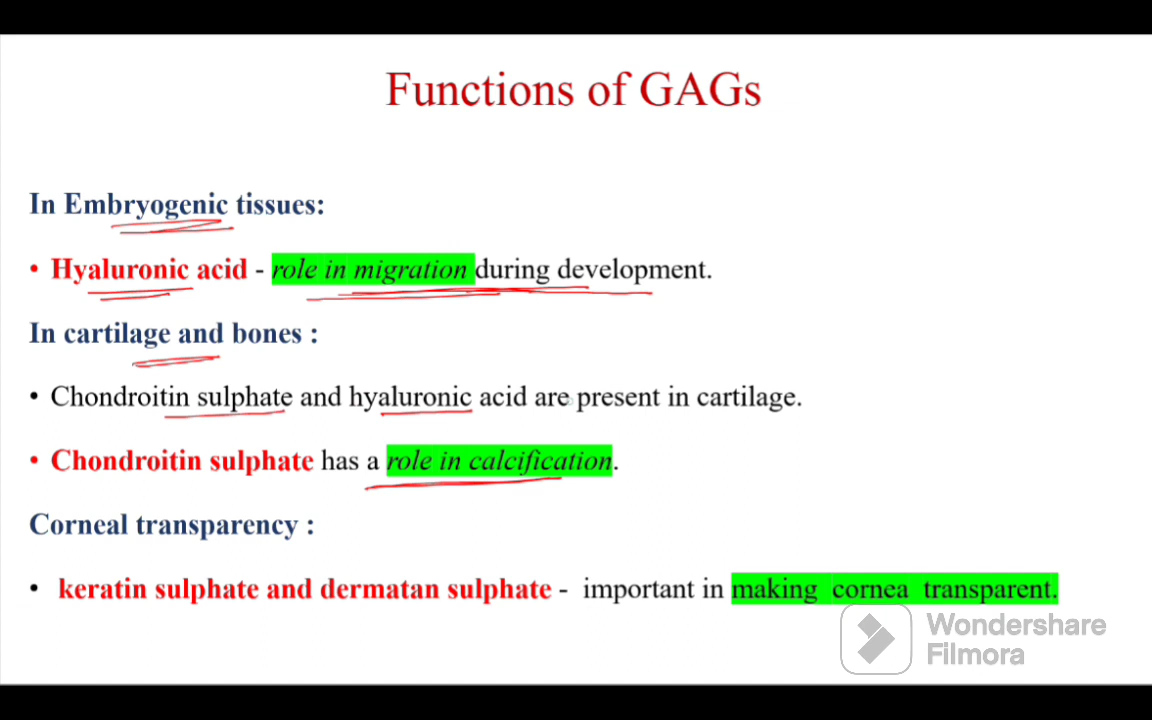 Functions of GAGs
In Embryogenic tissues:
• Hyaluronic acid - role in migration during development.
In cartilage and bones :
• Chondroitin sulphate and hyaluronic acid are present in cartilage.
• Chondroitin sulphate has a role in calcification.
Corneal transparency :
• keratin sulphate and dermatan sulphate - important in making cornea transparent.
Wondershare
Filmora